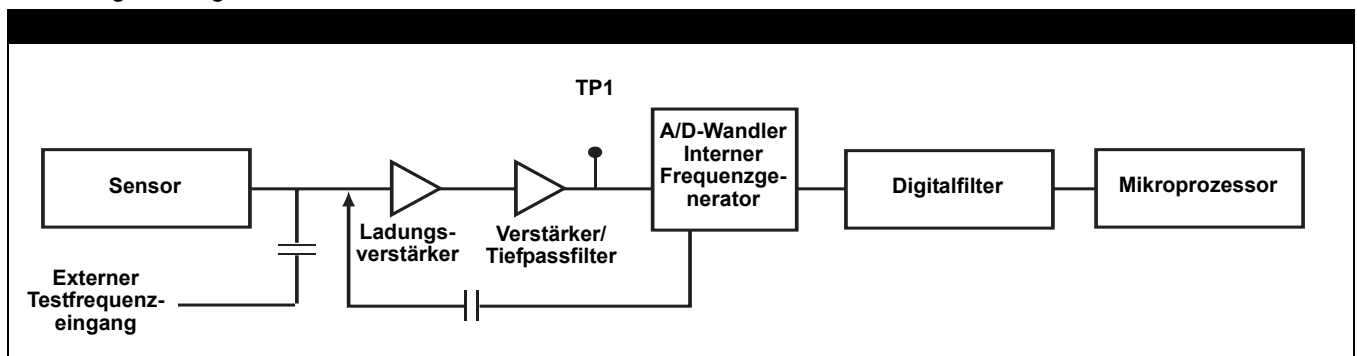 TP1
Sensor
Ladungs-
verstärker
Verstärker/
Tiefpassfilter
A/D-Wandler
Interner
Frequenzge-
nerator
Digitalfilter
Mikroprozessor
Externer
Testfrequenz-
eingang